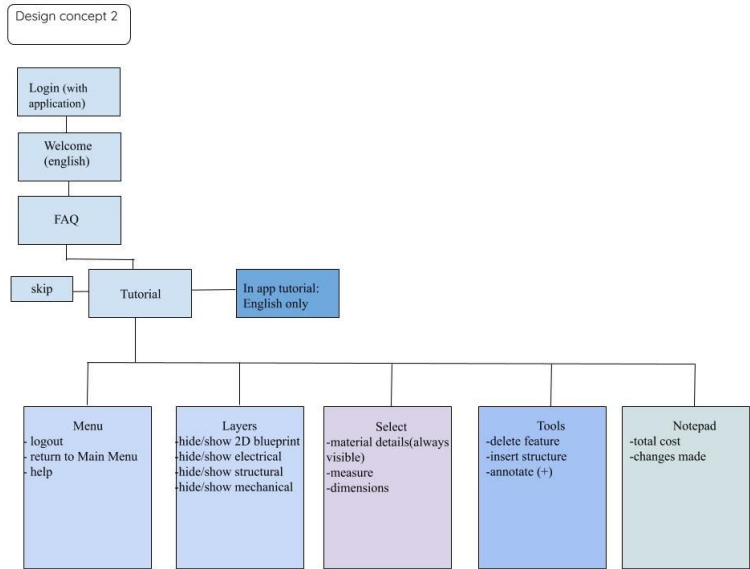 Design concept 2
Login (with
application)
Welcome
(english)
FAQ
skip
Tutorial
In app tutorial:
English only
Menu
- logout
- return to Main Menu
- help
Layers
-hide/show 2D blueprint
-hide/show electrical
-hide/show structural
-hide/show mechanical
Select
-material details(always
visible)
-measure
-dimensions
Tools
-delete feature
-insert structure
-annotate (+)
Notepad
-total cost
-changes made